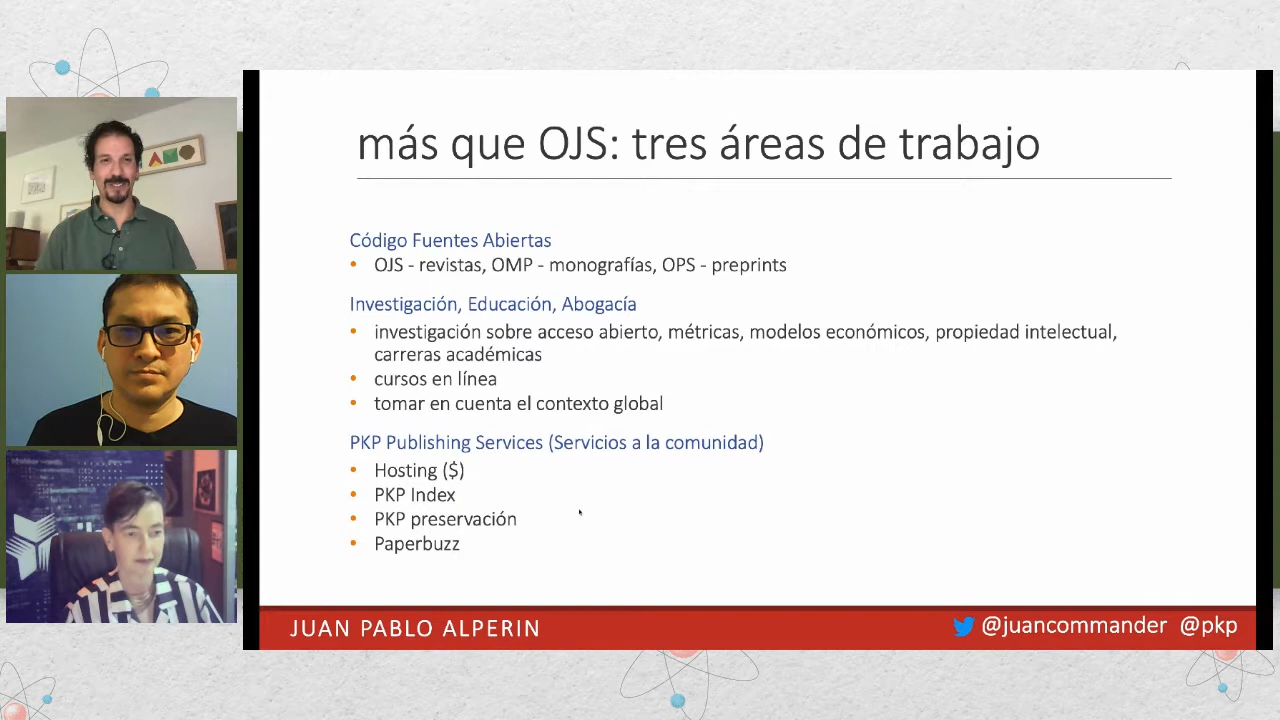 más que OJS: tres áreas de trabajo
Código Fuentes Abiertas
• OJS - revistas, OMP - monografías, OPS - preprints
Investigación, Educación, Abogacía
• investigación sobre acceso abierto, métricas, modelos económicos, propiedad intelectual,
carreras académicas
• cursos en línea
• tomar en cuenta el contexto global
PKP Publishing Services (Servicios a la comunidad)
• Hosting ($)
• PKP Index
• PKP preservación
• Paperbuzz
JUAN PABLO ALPERIN
@juancommander @pkp